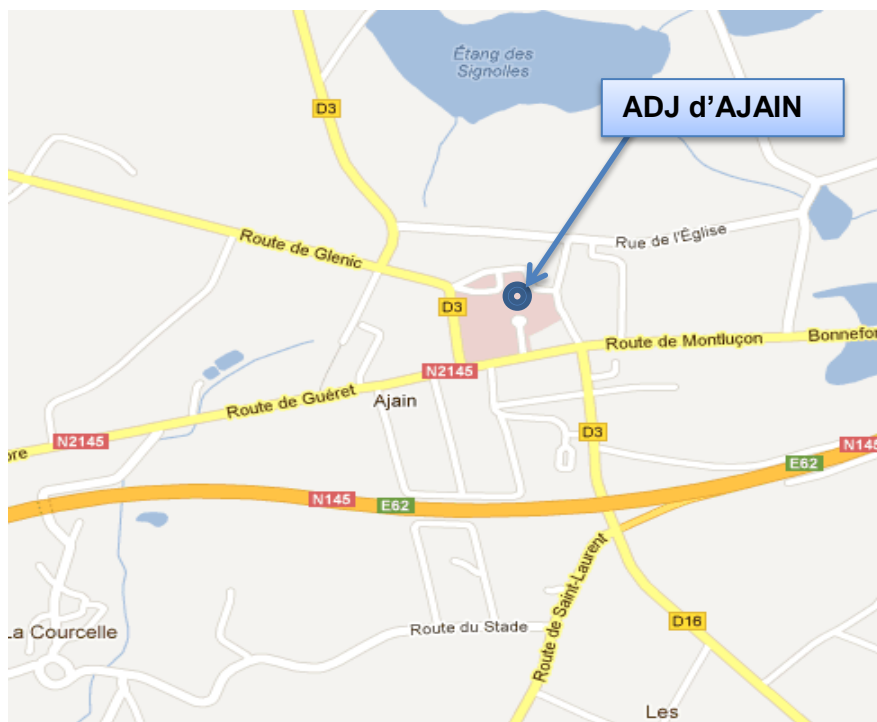 Étang des
Signolles
D3
ADJ d’AJAIN
Rue de l'Église
Route de Glenic
D3
Route de Montluçon
Bonnefon
N2145
Route de Guéret
Ajain
N2145
ore
D3
E62
N145
N145
E62
Route de Saint-Laurent
La Courcelle
Route du Stade
D16
Les